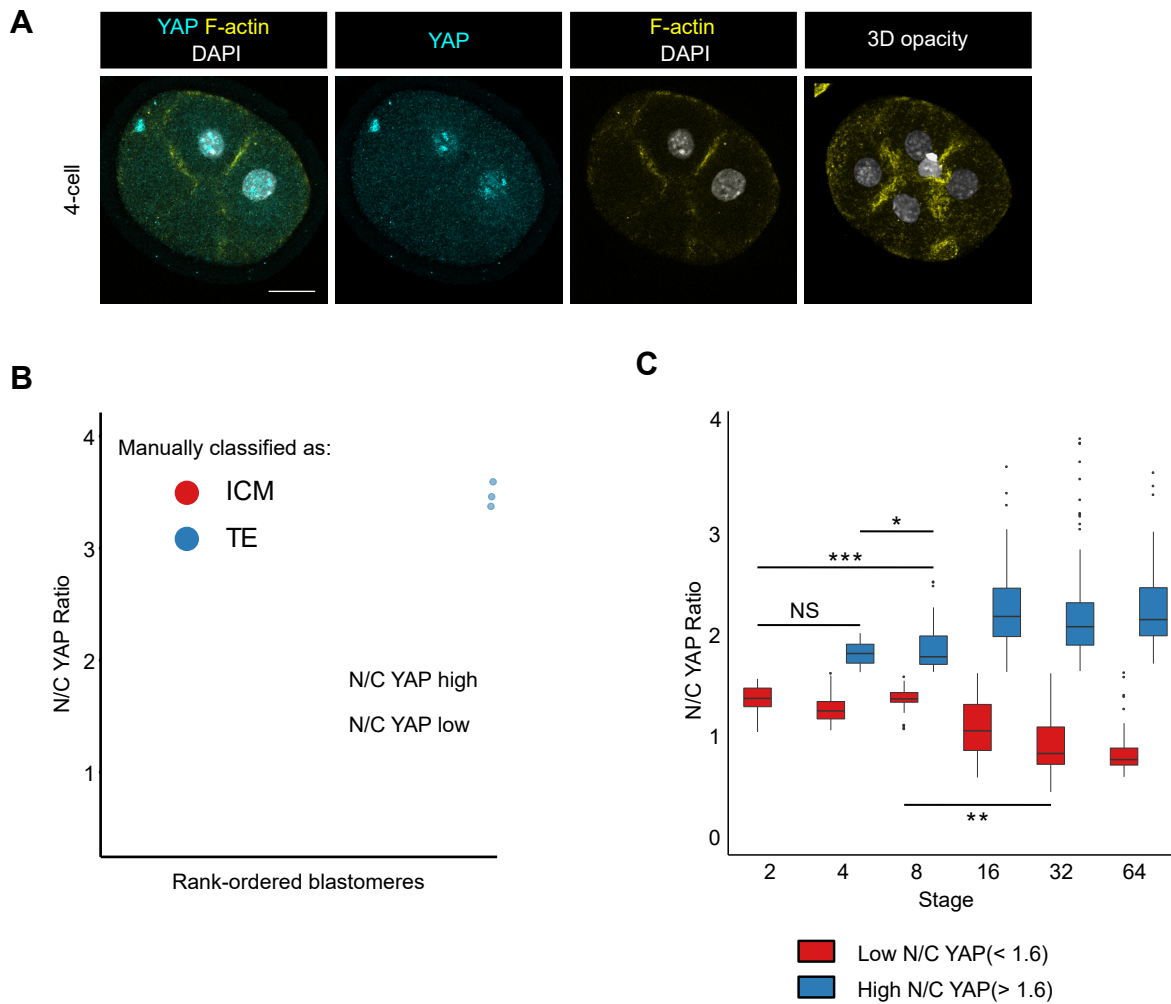 A
YAP F-actin
DAPI
YAP
F-actin
DAPI
3D opacity
4-cell
B
4
3
2
1
N/C YAP Ratio
Manually classified as:
ICM
TE
N/C YAP high
N/C YAP low
Rank-ordered blastomeres
C
4
3
2
1
0
N/C YAP Ratio
*
***
NS
**
2 4 8 16 32 64
Stage
Low N/C YAP(< 1.6)
High N/C YAP(> 1.6)